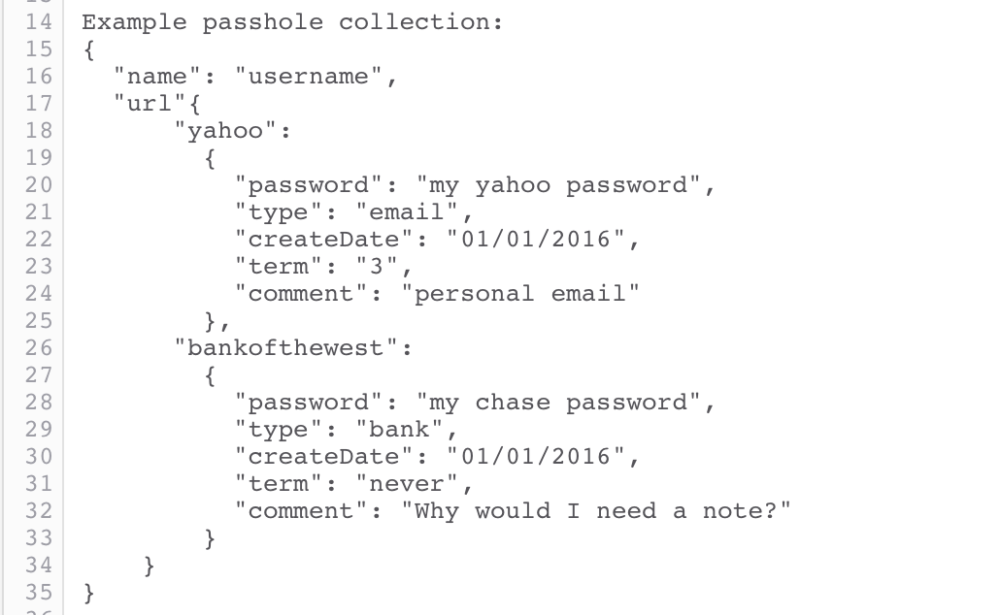 14 Example passhole collection:
15 {
16   "name": "username",
17   "url"{
18       "yahoo":
19         {
20           "password": "my yahoo password",
21           "type": "email",
22           "createDate": "01/01/2016",
23           "term": "3",
24           "comment": "personal email"
25         },
26       "bankofthewest":
27         {
28           "password": "my chase password",
29           "type": "bank",
30           "createDate": "01/01/2016",
31           "term": "never",
32           "comment": "Why would I need a note?"
33         }
34     }
35 }